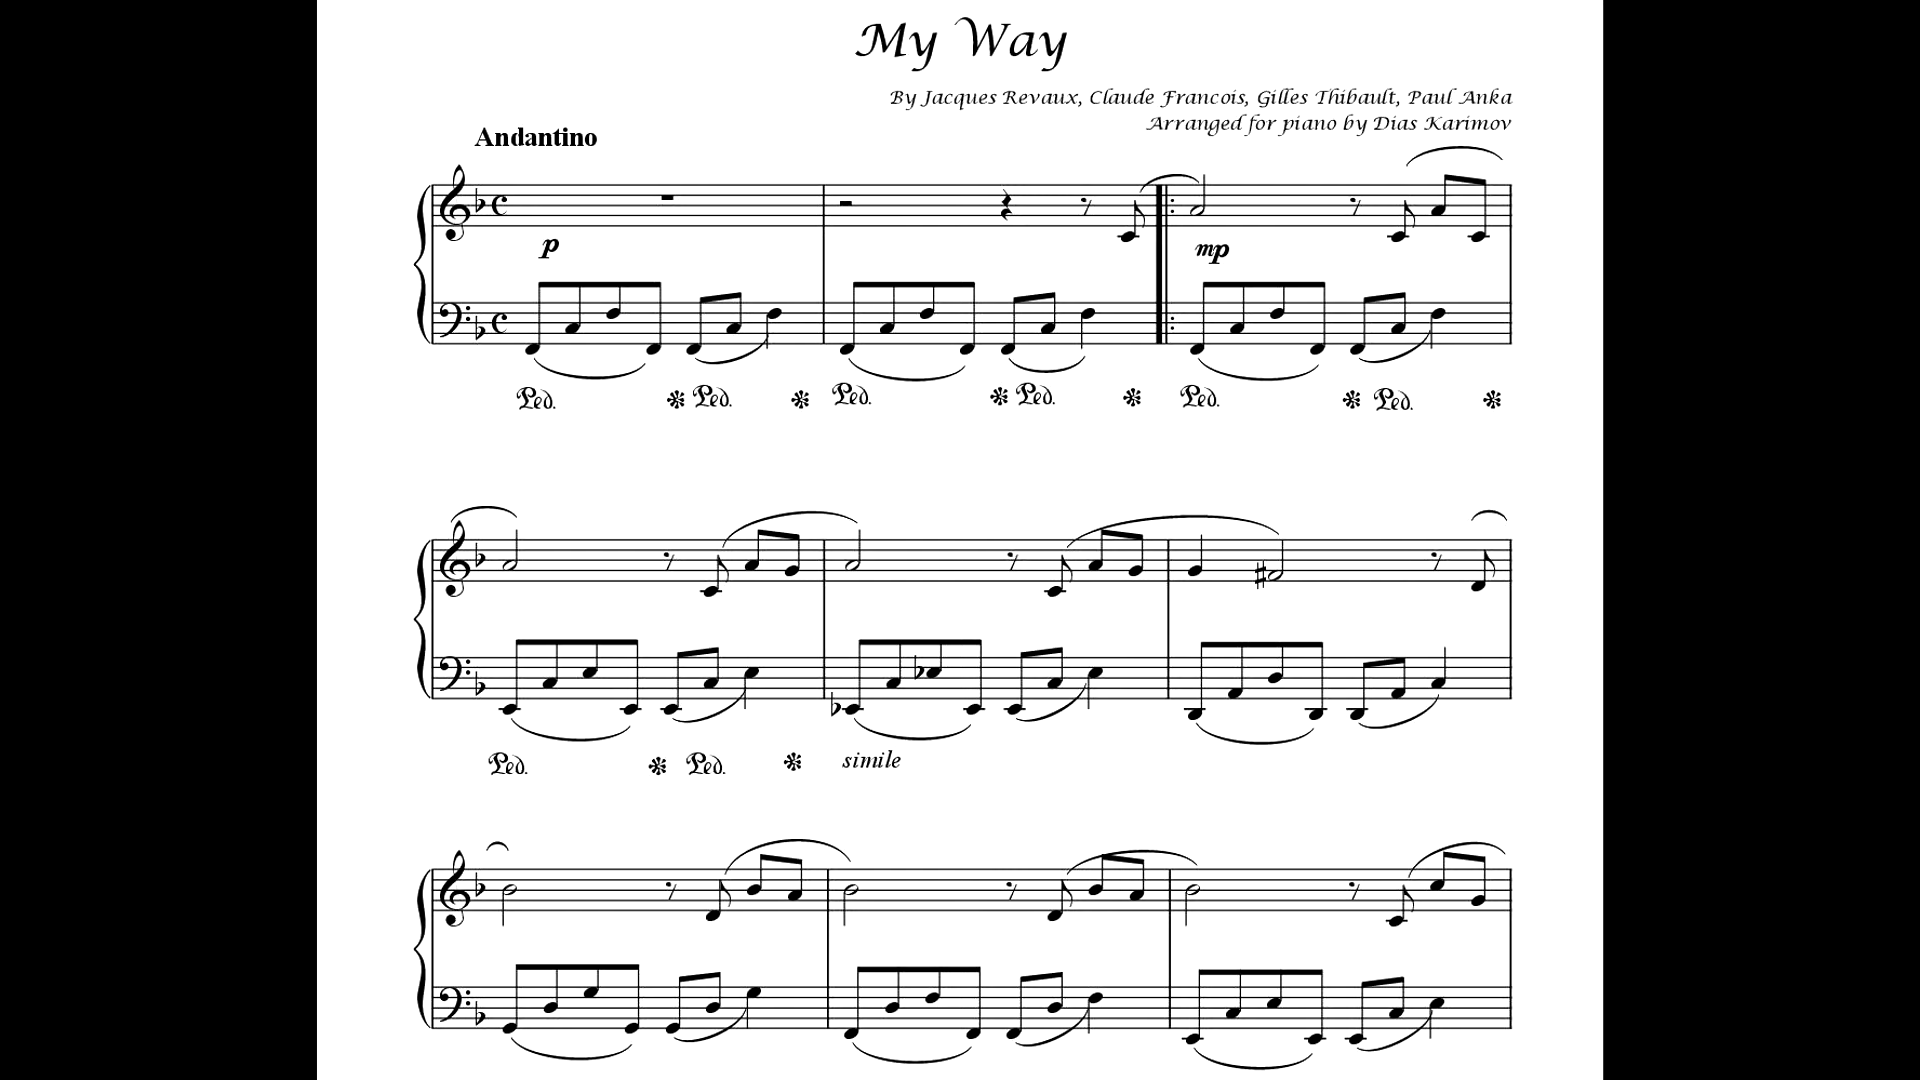 My Way
By Jacques Revaux, Claude Francois, Gilles Thibault, Paul Anka
Arranged for piano by Dias Karimov
Andantino
p
mp
Ped. * Ped. * Ped. * Ped. * Ped. * Ped. *
Ped. * Ped. * simile